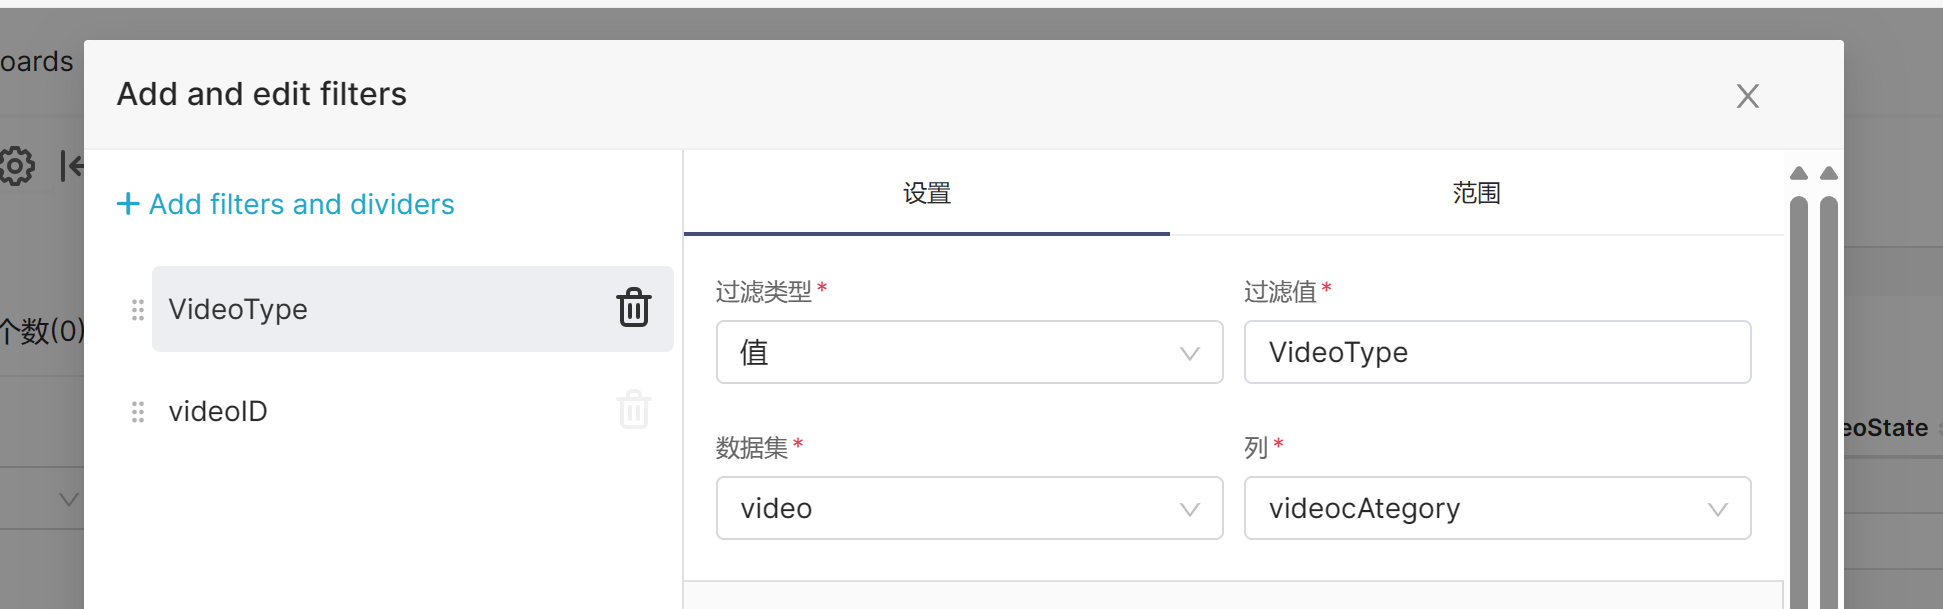 oards
Add and edit filters
Add filters and dividers
设置
范围
VideoType
过滤类型*
过滤值*
个数(0)
值
VideoType
videoID
数据集*
列*
eoState
video
videocAtegory